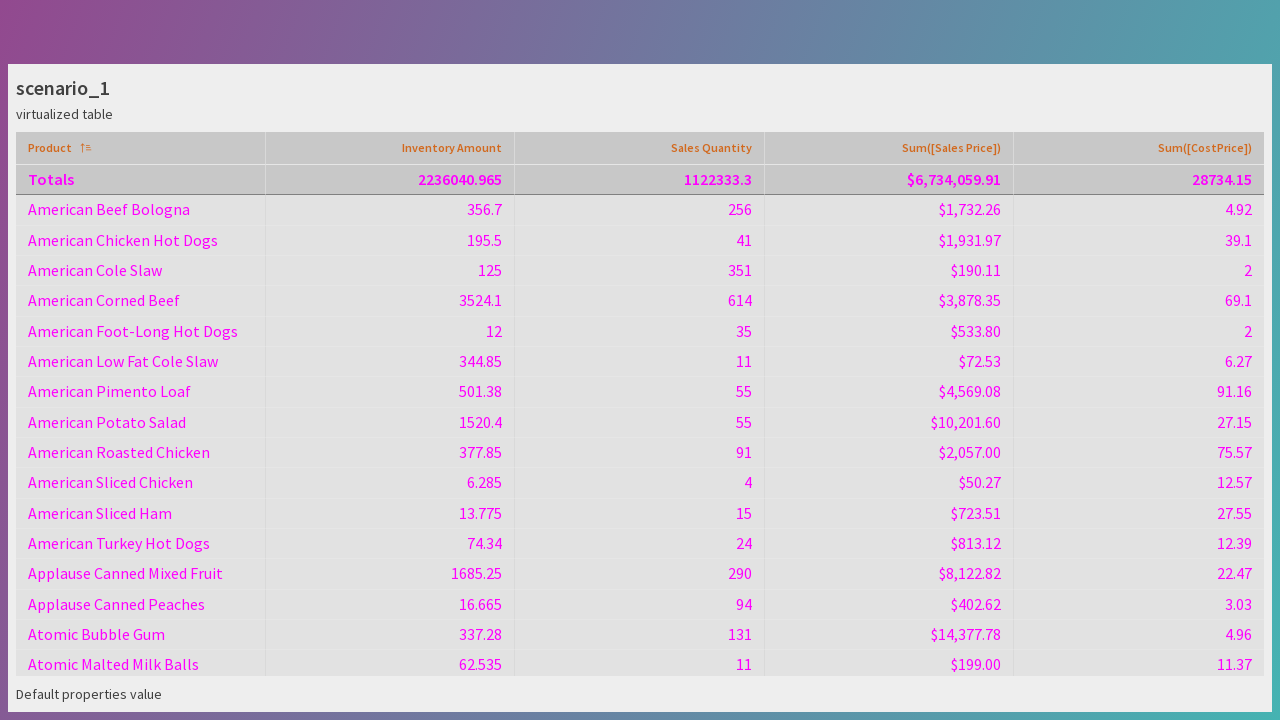 scenario_1
virtualized table
Product Inventory Amount Sales Quantity Sum([Sales Price]) Sum([CostPrice])
Totals 2236040.965 1122333.3 $6,734,059.91 28734.15
American Beef Bologna 356.7 256 $1,732.26 4.92
American Chicken Hot Dogs 195.5 41 $1,931.97 39.1
American Cole Slaw 125 351 $190.11 2
American Corned Beef 3524.1 614 $3,878.35 69.1
American Foot-Long Hot Dogs 12 35 $533.80 2
American Low Fat Cole Slaw 344.85 11 $72.53 6.27
American Pimento Loaf 501.38 55 $4,569.08 91.16
American Potato Salad 1520.4 55 $10,201.60 27.15
American Roasted Chicken 377.85 91 $2,057.00 75.57
American Sliced Chicken 6.285 4 $50.27 12.57
American Sliced Ham 13.775 15 $723.51 27.55
American Turkey Hot Dogs 74.34 24 $813.12 12.39
Applause Canned Mixed Fruit 1685.25 290 $8,122.82 22.47
Applause Canned Peaches 16.665 94 $402.62 3.03
Atomic Bubble Gum 337.28 131 $14,377.78 4.96
Atomic Malted Milk Balls 62.535 11 $199.00 11.37
Default properties value